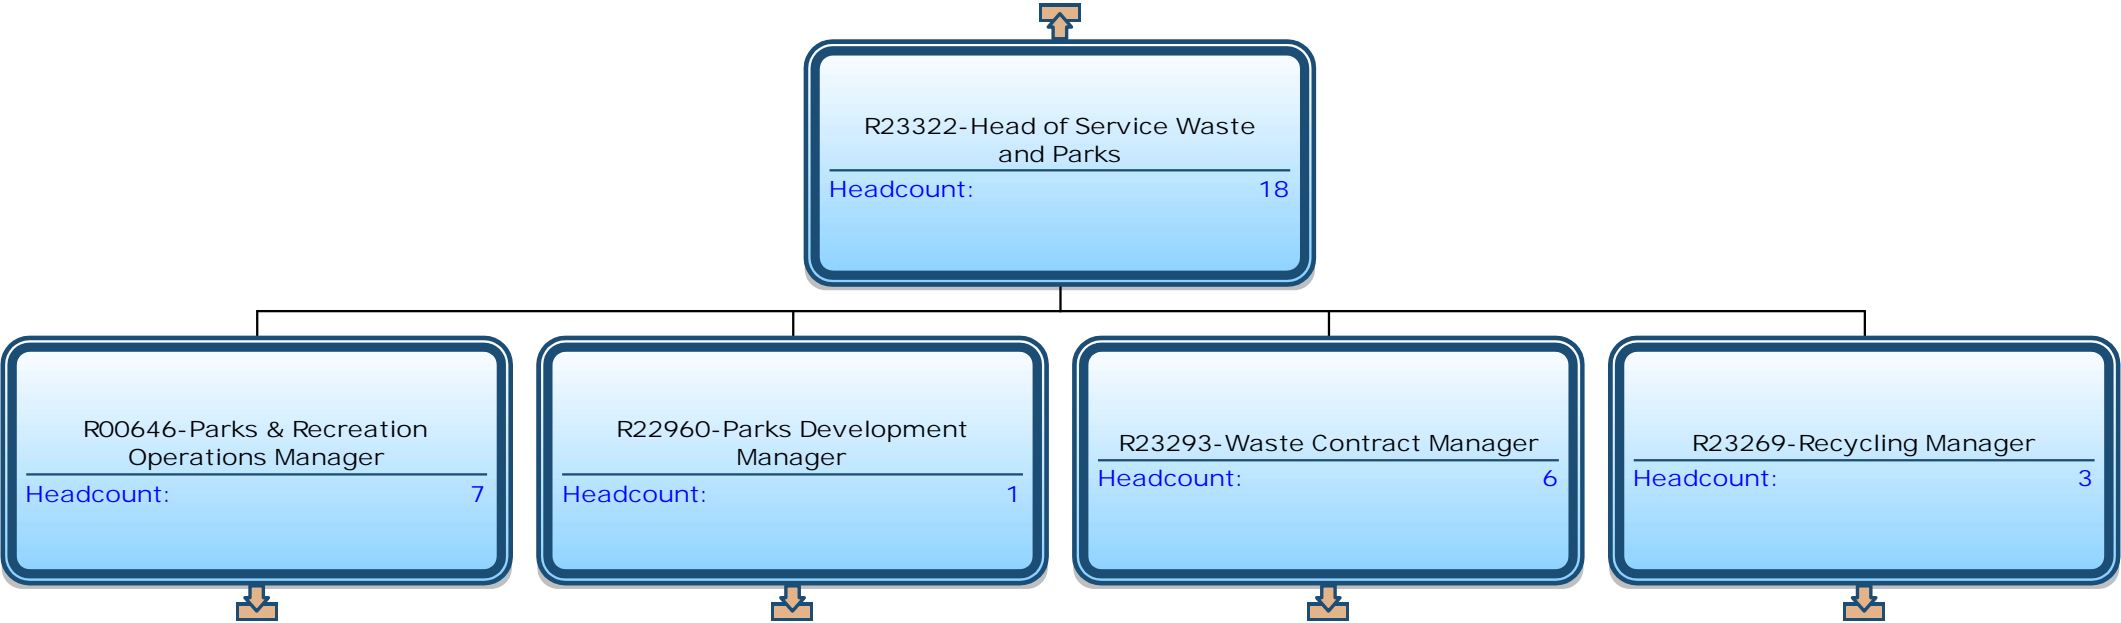 R23322-Head of Service Waste
and Parks
Headcount: 18
R00646-Parks & Recreation
Operations Manager
Headcount: 7
R22960-Parks Development
Manager
Headcount: 1
R23293-Waste Contract Manager
Headcount: 6
R23269-Recycling Manager
Headcount: 3